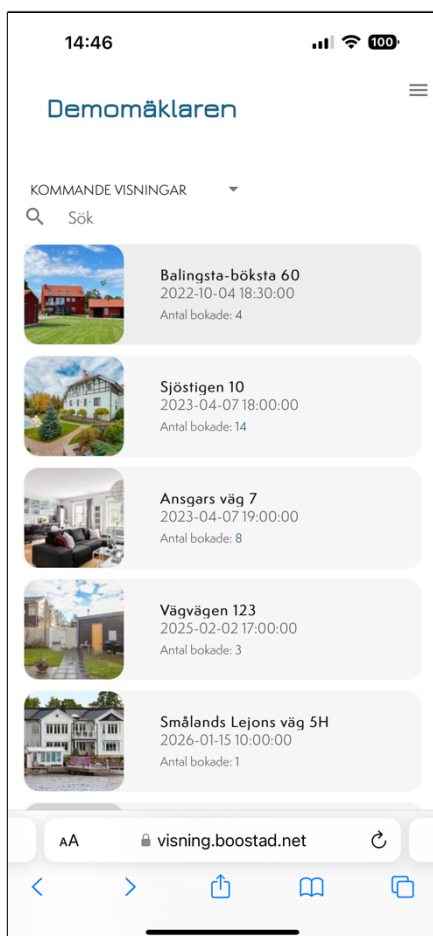 14:46
100
Demomäklaren
KOMMANDE VISNINGAR
Sök
Balingsta-böksta 60
2022-10-04 18:30:00
Antal bokade: 4
Sjöstigen 10
2023-04-07 18:00:00
Antal bokade: 14
Ansgars väg 7
2023-04-07 19:00:00
Antal bokade: 8
Vägvägen 123
2025-02-02 17:00:00
Antal bokade: 3
Smålands Lejons väg 5H
2026-01-15 10:00:00
Antal bokade: 1
AA visning.boostad.net